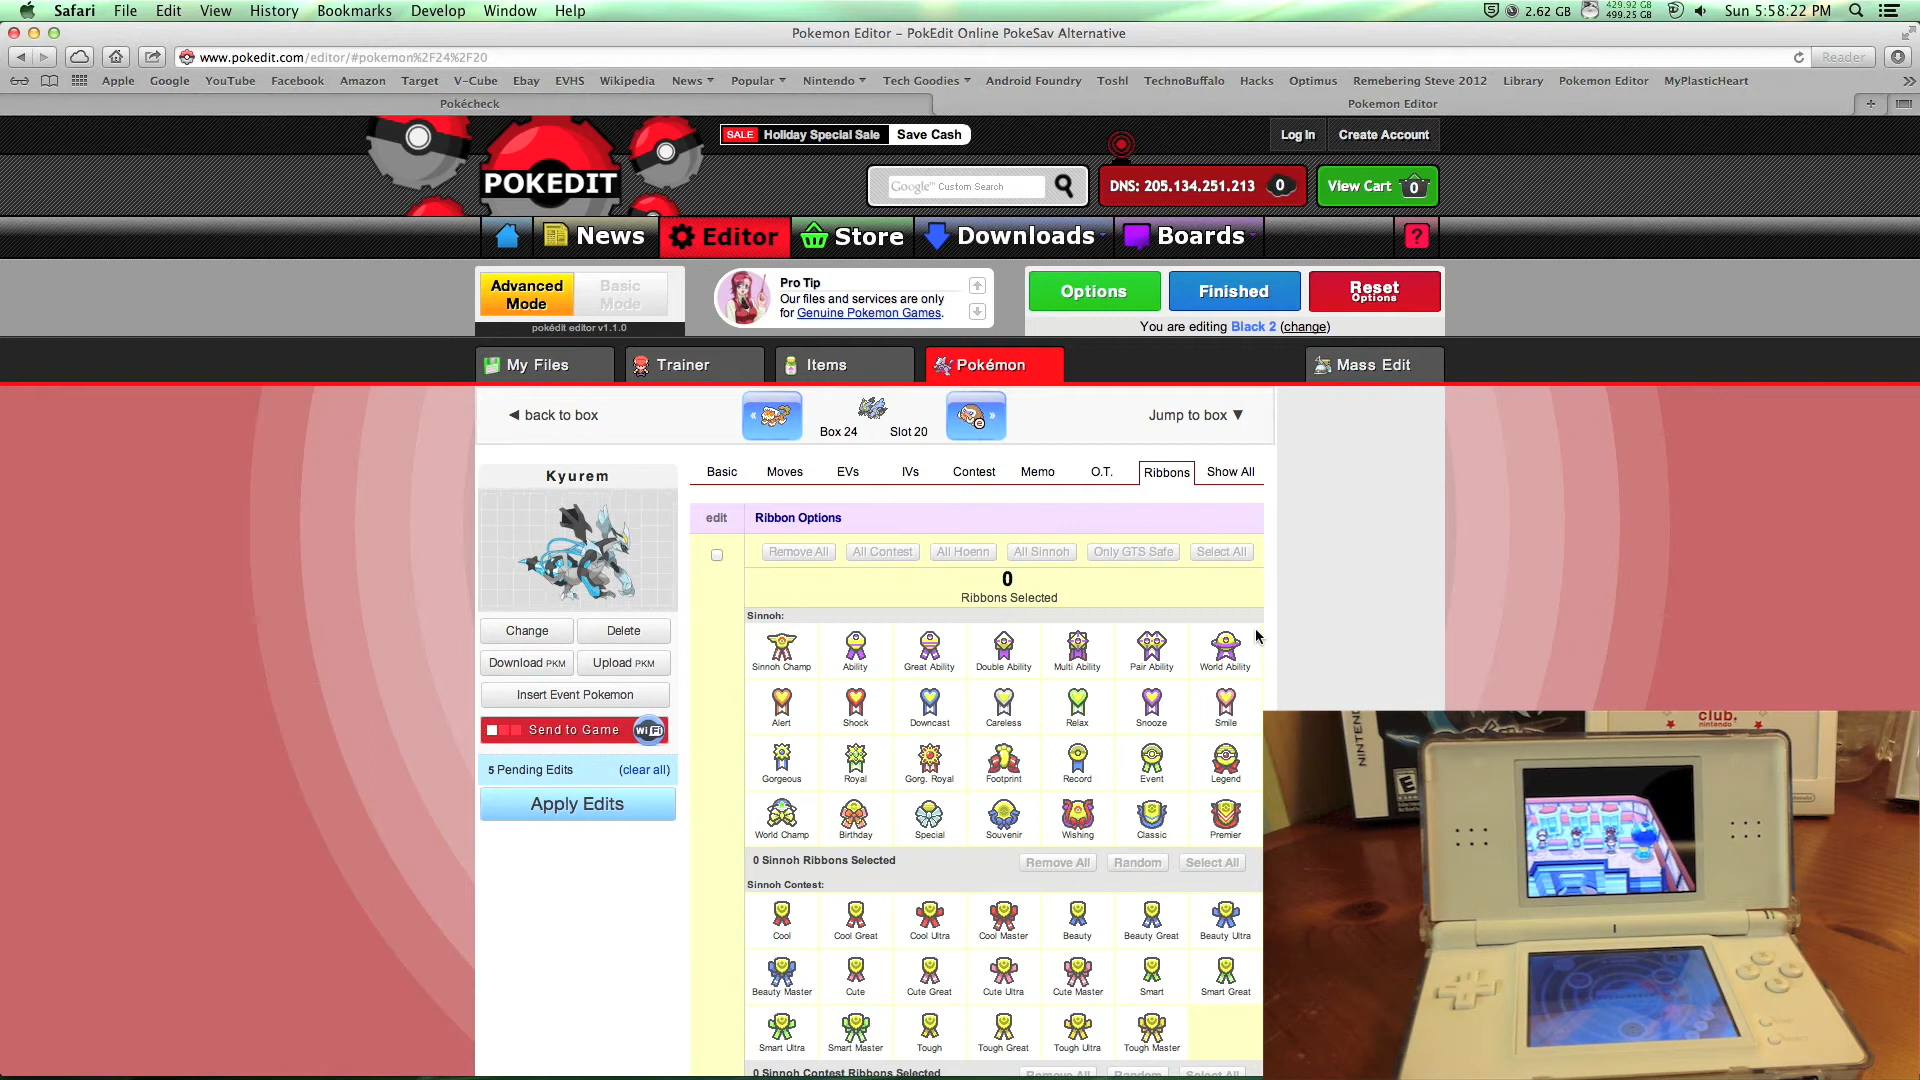 Safari File Edit View History Bookmarks Develop Window Help 2.62 GB 429.92 GB 499.25 GB Sun 5:58:22 PM
Pokemon Editor – PokEdit Online PokeSav Alternative
www.pokedit.com/editor/#pokemon%2F24%2F20 Reader
Apple Google YouTube Facebook Amazon Target V-Cube Ebay EVHS Wikipedia News Popular Nintendo Tech Goodies Android Foundry Toshl TechnoBuffalo Hacks Optimus Remebering Steve 2012 Library Pokemon Editor MyPlasticHeart
Pokécheck Pokemon Editor
SALE Holiday Special Sale Save Cash Log In Create Account
POKEDIT Google™ Custom Search DNS: 205.134.251.213 0 View Cart 0
News Editor Store Downloads Boards ?
Advanced Mode
Basic Mode
pokédit editor v1.1.0
Pro Tip
Our files and services are only
for Genuine Pokemon Games.
Options Finished Reset Options
You are editing Black 2 (change)
My Files Trainer Items Pokémon Mass Edit
◀ back to box « Box 24 Slot 20 » Jump to box ▼
Kyurem
Change Delete
Download PKM Upload PKM
Insert Event Pokemon
Send to Game WiFi
5 Pending Edits (clear all)
Apply Edits
Basic Moves EVs IVs Contest Memo O.T. Ribbons Show All
edit Ribbon Options
Remove All All Contest All Hoenn All Sinnoh Only GTS Safe Select All
0
Ribbons Selected
Sinnoh:
Sinnoh Champ Ability Great Ability Double Ability Multi Ability Pair Ability World Ability
Alert Shock Downcast Careless Relax Snooze Smile
Gorgeous Royal Gorg. Royal Footprint Record Event Legend
World Champ Birthday Special Souvenir Wishing Classic Premier
0 Sinnoh Ribbons Selected Remove All Random Select All
Sinnoh Contest:
Cool Cool Great Cool Ultra Cool Master Beauty Beauty Great Beauty Ultra
Beauty Master Cute Cute Great Cute Ultra Cute Master Smart Smart Great
Smart Ultra Smart Master Tough Tough Great Tough Ultra Tough Master
0 Sinnoh Contest Ribbons Selected Remove All Random Select All
NINTENDO
E
club.